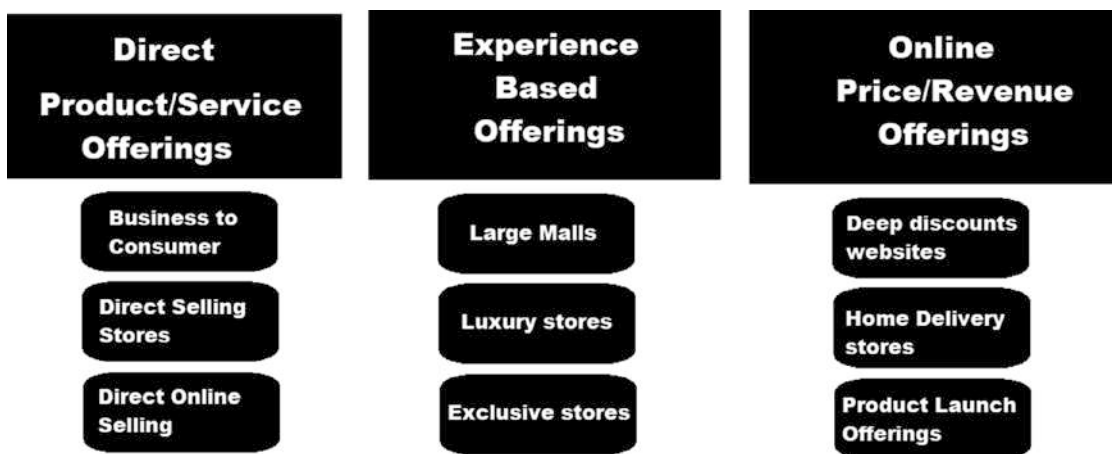 Direct
Product/Service
Offerings
Business to
Consumer
Direct Selling
Stores
Direct Online
Selling
Experience
Based
Offerings
Large Malls
Luxury stores
Exclusive stores
Online
Price/Revenue
Offerings
Deep discounts
websites
Home Delivery
stores
Product Launch
Offerings